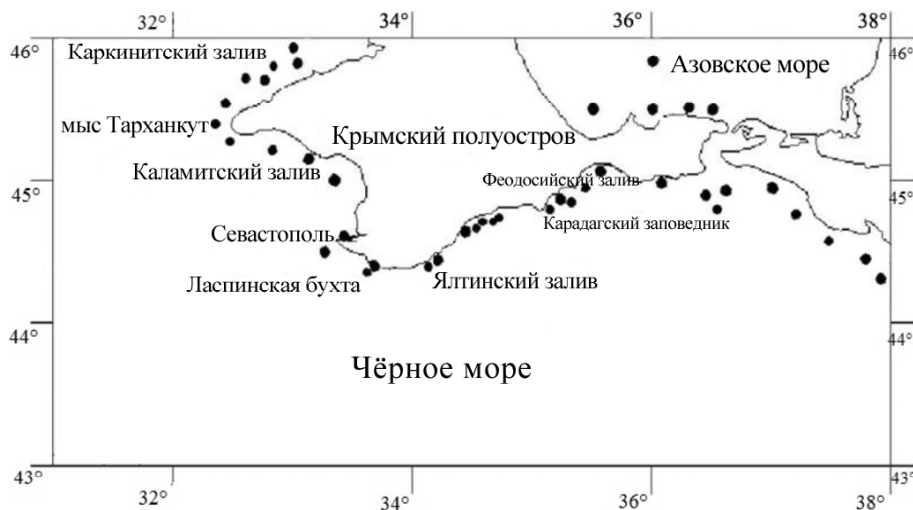 32°
34°
36°
38°
46°
46°
Каркинитский залив
Азовское море
мыс Тарханкут
Крымский полуостров
Каламитский залив
45°
45°
Феодосийский залив
Карадагский заповедник
Севастополь
Ласпинская бухта
Ялтинский залив
44°
44°
Чёрное море
43°
43°
32°
34°
36°
38°